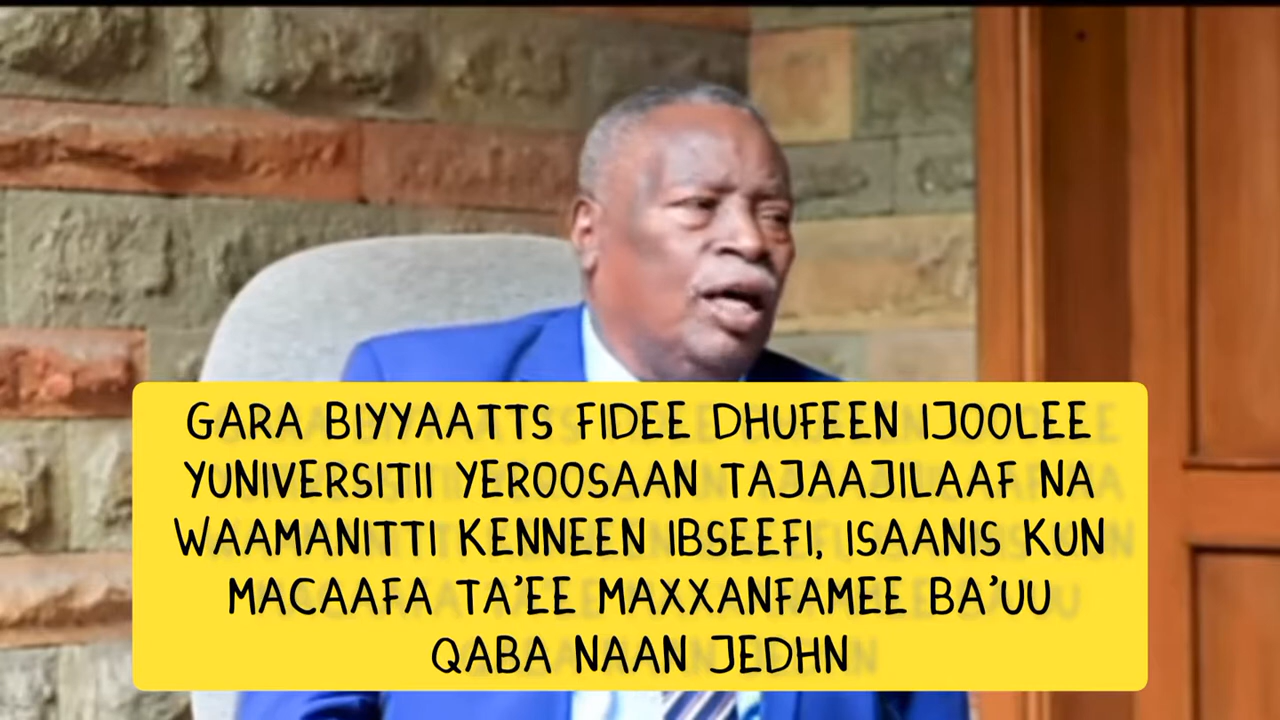 GARA BIYYAATTS FIDEE DHUFEEN IJOOLEE
YUNIVERSITII YEROOSAAN TAJAAJILAAF NA
WAAMANITTI KENNEEN IBSEEFI, ISAANIS KUN
MACAAFA TA'EE MAXXANFAMEE BA'UU
QABA NAAN JEDHN